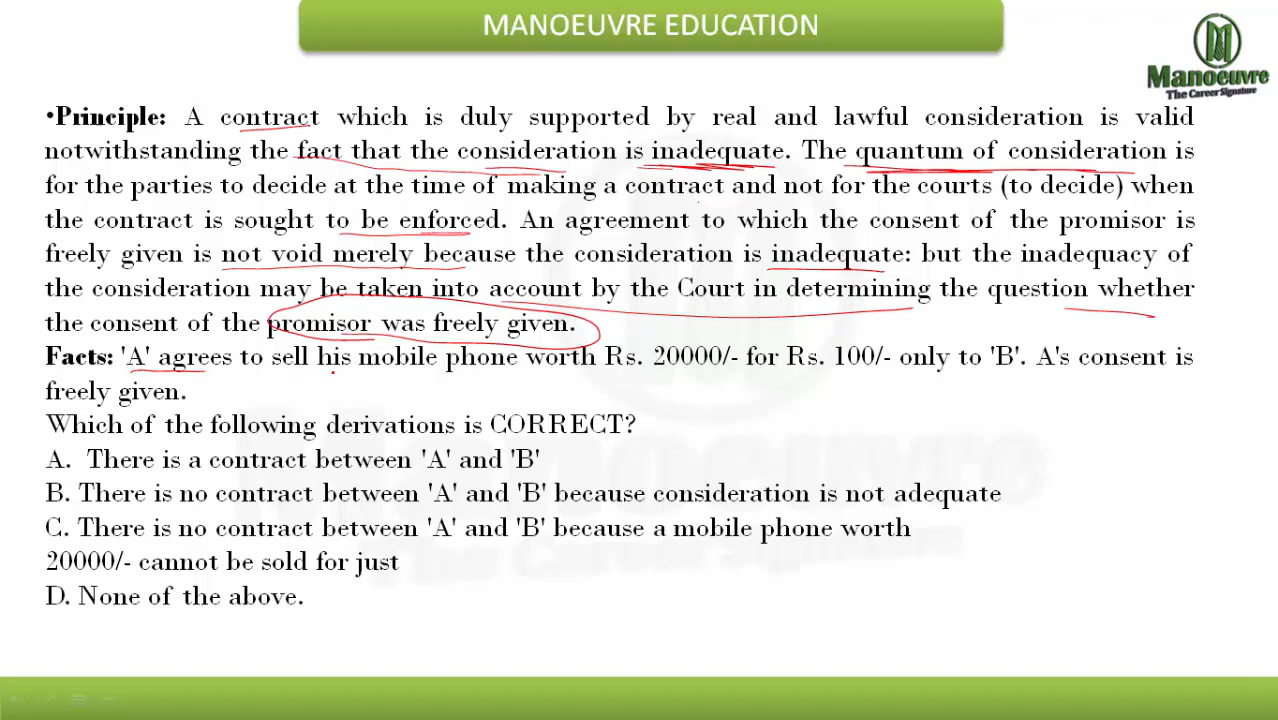 MANOEUVRE EDUCATION
Manoeuvre
The Career Signature
•Principle: A contract which is duly supported by real and lawful consideration is valid
notwithstanding the fact that the consideration is inadequate. The quantum of consideration is
for the parties to decide at the time of making a contract and not for the courts (to decide) when
the contract is sought to be enforced. An agreement to which the consent of the promisor is
freely given is not void merely because the consideration is inadequate: but the inadequacy of
the consideration may be taken into account by the Court in determining the question whether
the consent of the promisor was freely given.
Facts: 'A' agrees to sell his mobile phone worth Rs. 20000/- for Rs. 100/- only to 'B'. A's consent is
freely given.
Which of the following derivations is CORRECT?
A. There is a contract between 'A' and 'B'
B. There is no contract between 'A' and 'B' because consideration is not adequate
C. There is no contract between 'A' and 'B' because a mobile phone worth
20000/- cannot be sold for just
D. None of the above.